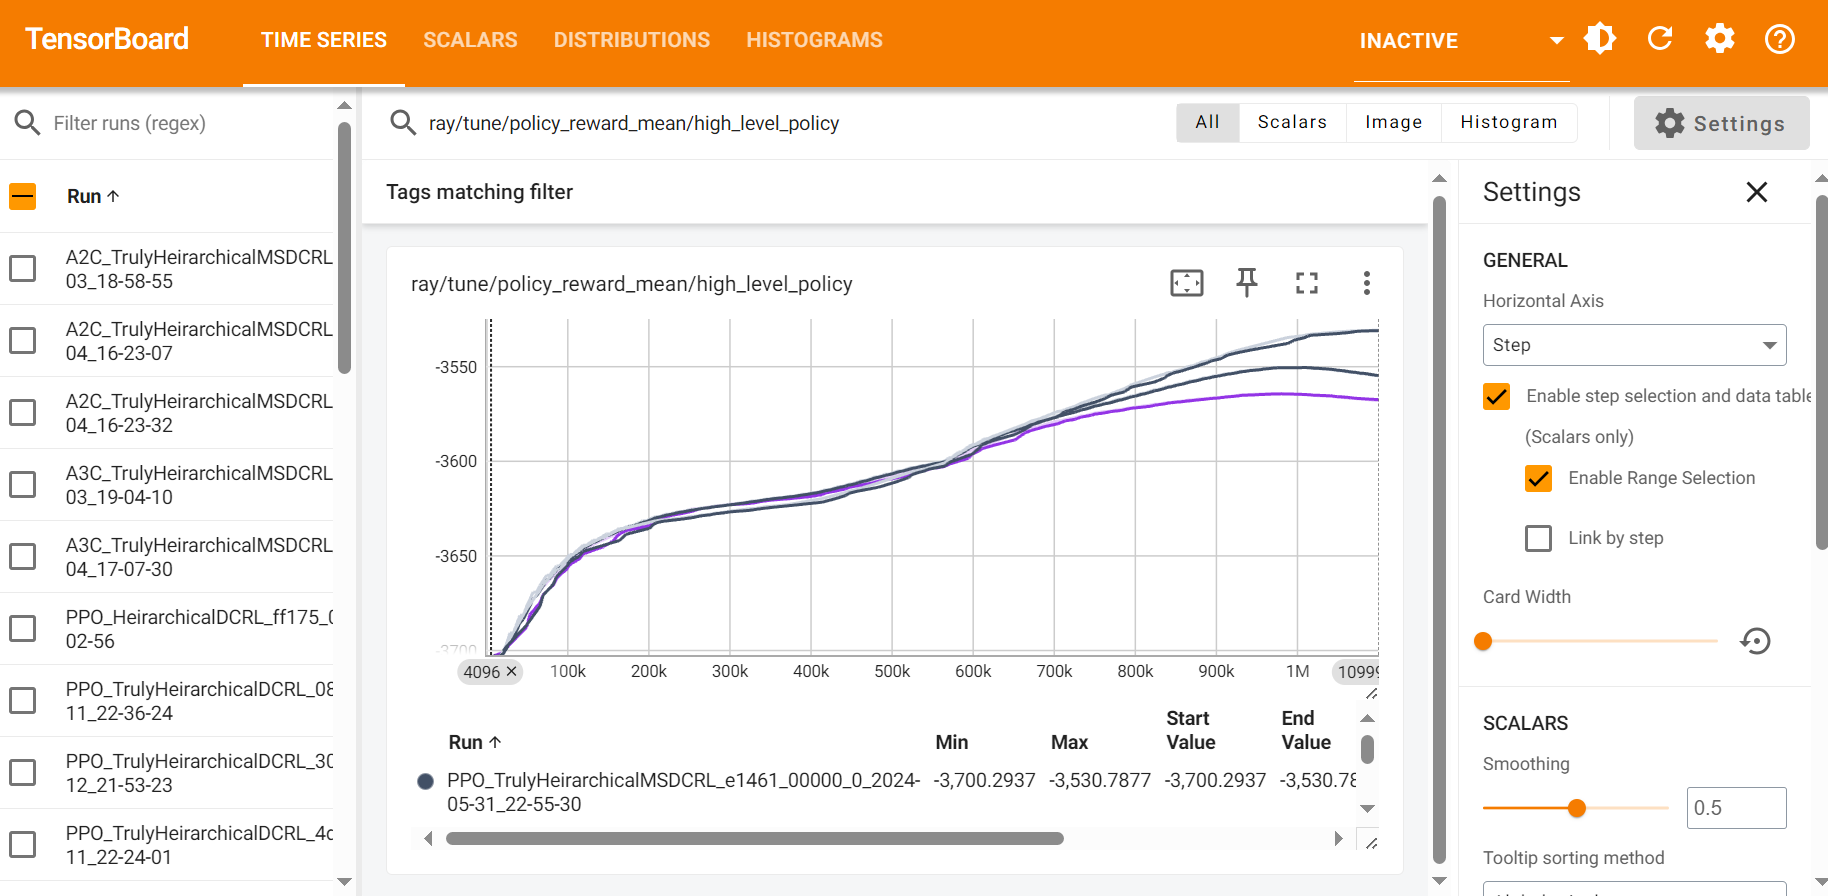 TensorBoard
TIME SERIES
SCALARS
DISTRIBUTIONS
HISTOGRAMS
INACTIVE
Filter runs (regex)
Run
A2C_TrulyHeirarchicalMSDCRL
03_18-58-55
A2C_TrulyHeirarchicalMSDCRL
04_16-23-07
A2C_TrulyHeirarchicalMSDCRL
04_16-23-32
A3C_TrulyHeirarchicalMSDCRL
03_19-04-10
A3C_TrulyHeirarchicalMSDCRL
04_17-07-30
PPO_HeirarchicalDCRL_ff175_0
02-56
PPO_TrulyHeirarchicalDCRL_08
11_22-36-24
PPO_TrulyHeirarchicalDCRL_30
12_21-53-23
PPO_TrulyHeirarchicalDCRL_4c
11_22-24-01
ray/tune/policy_reward_mean/high_level_policy
All
Scalars
Image
Histogram
Settings
Tags matching filter
ray/tune/policy_reward_mean/high_level_policy
-3550
-3600
-3650
-3700
4096
100k
200k
300k
400k
500k
600k
700k
800k
900k
1M
10999
Run
Min
Max
Start
Value
End
Value
PPO_TrulyHeirarchicalMSDCRL_e1461_00000_0_2024-
05-31_22-55-30
-3,700.2937
-3,530.7877
-3,700.2937
-3,530.78
Settings
GENERAL
Horizontal Axis
Step
Enable step selection and data table
(Scalars only)
Enable Range Selection
Link by step
Card Width
SCALARS
Smoothing
0.5
Tooltip sorting method